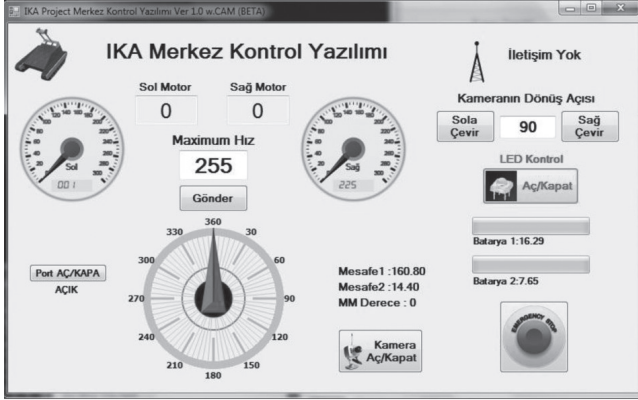 IKA Project Merkez Kontrol Yazılımı Ver 1.0 w.CAM (BETA)
IKA Merkez Kontrol Yazılımı
İletişim Yok
Sol Motor
Sağ Motor
0
0
Maximum Hız
255
Gönder
Sol
001
Sağ
225
Kameranın Dönüş Açısı
Sola Çevir
90
Sağ Çevir
LED Kontrol
Aç/Kapat
Batarya 1:16.29
Batarya 2:7.65
EMERGENCY STOP
Port AÇ/KAPA
AÇIK
360
30
60
90
120
150
180
210
240
270
300
330
Mesafe1 :160.80
Mesafe2 :14.40
MM Derece : 0
Kamera Aç/Kapat